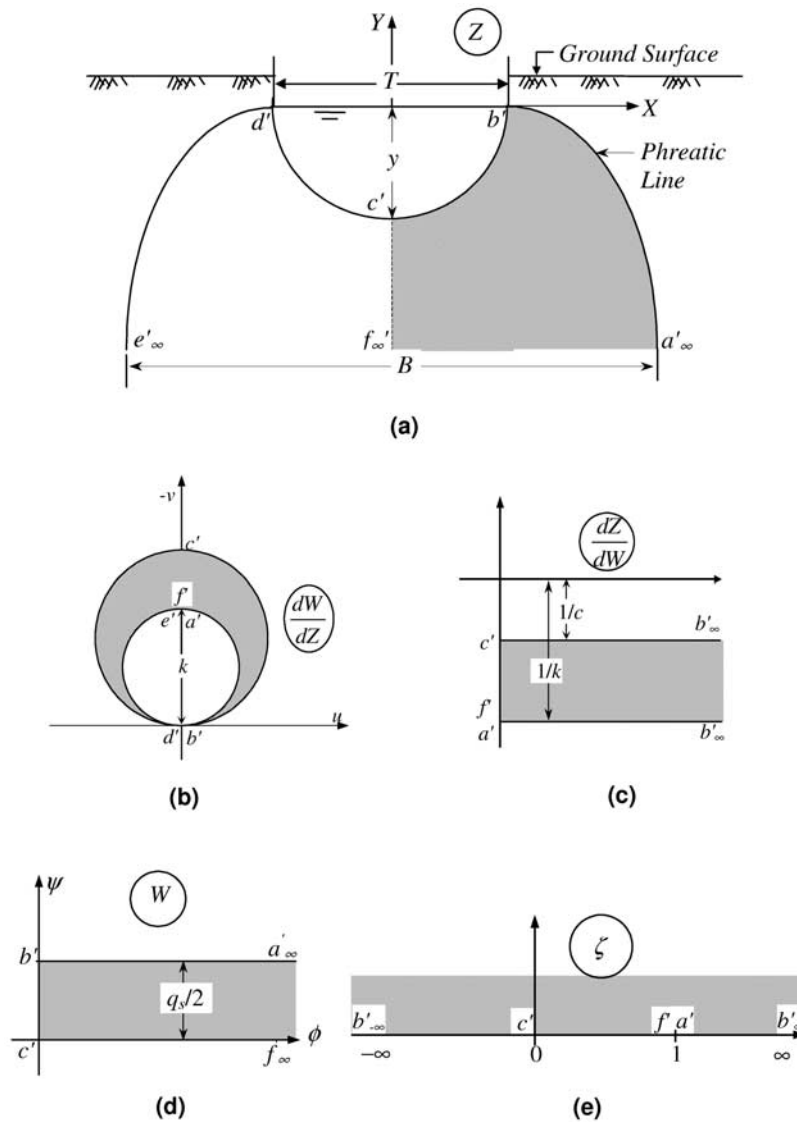 Y
Z
Ground Surface
T
X
d′
b′
y
Phreatic
Line
c′
e′∞
f∞′
a′∞
B
(a)
-v
c′
f′
e′
a′
k
dW
dZ
u
d′
b′
(b)
dZ
dW
1/c
c′
b′∞
1/k
f′
a′
b′∞
(c)
ψ
W
b′
a′∞
qs/2
c′
f∞
ϕ
(d)
ζ
b′-∞
c′
f′ a′
b′∞
−∞
0
1
∞
(e)